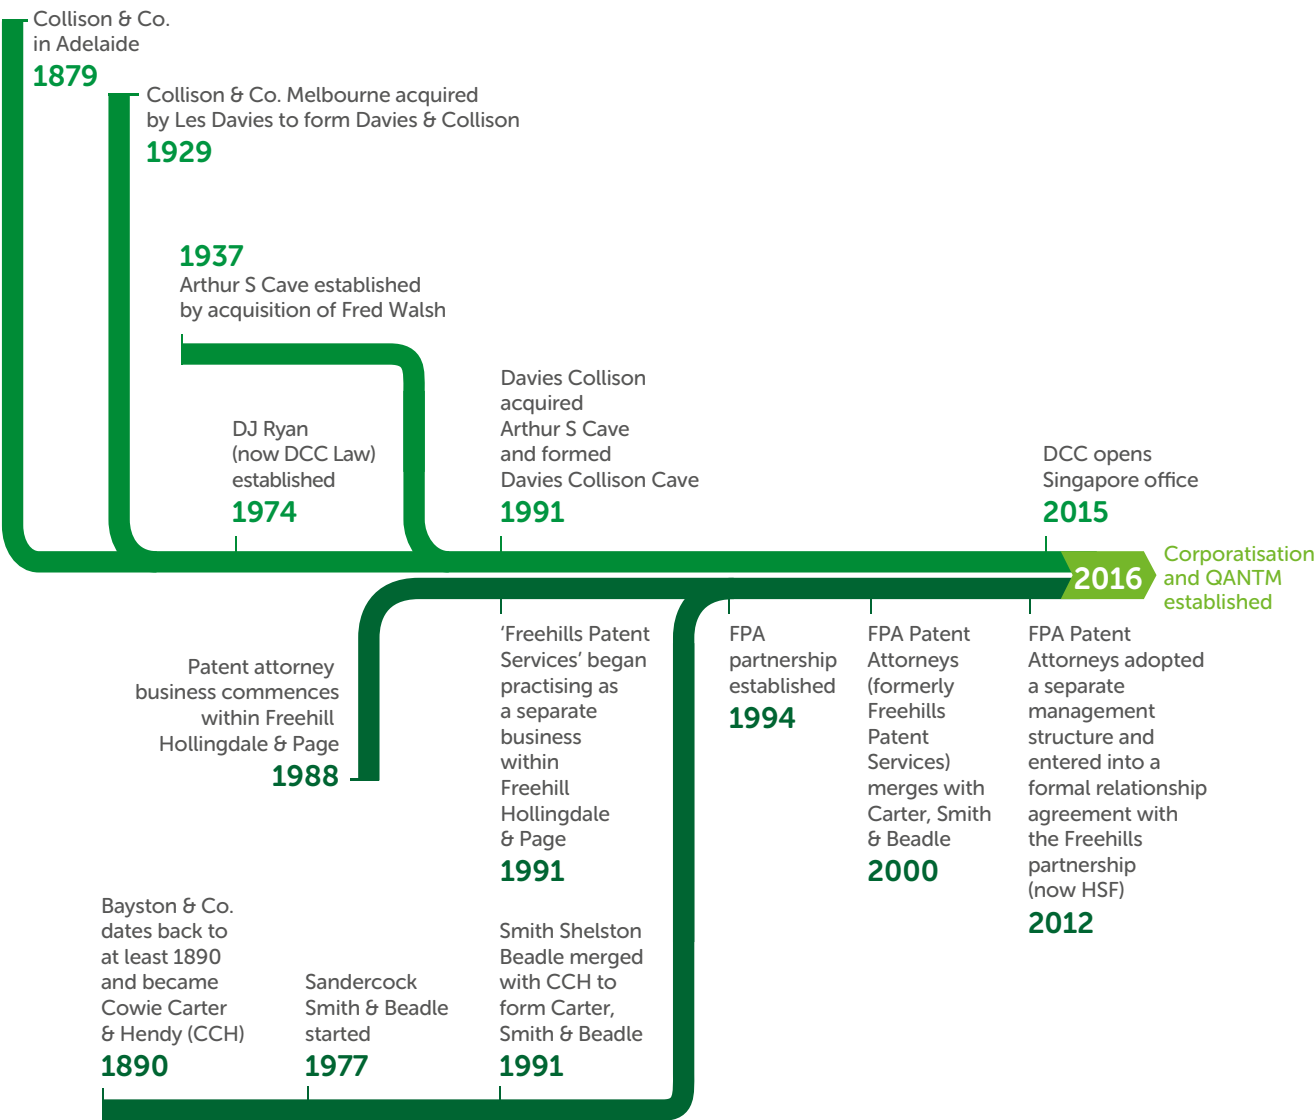 Collison & Co.
in Adelaide
1879
Collison & Co. Melbourne acquired
by Les Davies to form Davies & Collison
1929
1937
Arthur S Cave established
by acquisition of Fred Walsh
DJ Ryan
(now DCC Law)
established
1974
Davies Collison
acquired
Arthur S Cave
and formed
Davies Collison Cave
1991
DCC opens
Singapore office
2015
2016
Corporatisation
and QANTM
established
Patent attorney
business commences
within Freehill
Hollingdale & Page
1988
‘Freehills Patent
Services’ began
practising as
a separate
business
within
Freehill
Hollingdale
& Page
1991
FPA
partnership
established
1994
FPA Patent
Attorneys
(formerly
Freehills
Patent
Services)
merges with
Carter, Smith
& Beadle
2000
FPA Patent
Attorneys adopted
a separate
management
structure and
entered into a
formal relationship
agreement with
the Freehills
partnership
(now HSF)
2012
Bayston & Co.
dates back to
at least 1890
and became
Cowie Carter
& Hendy (CCH)
1890
Sandercock
Smith & Beadle
started
1977
Smith Shelston
Beadle merged
with CCH to
form Carter,
Smith & Beadle
1991